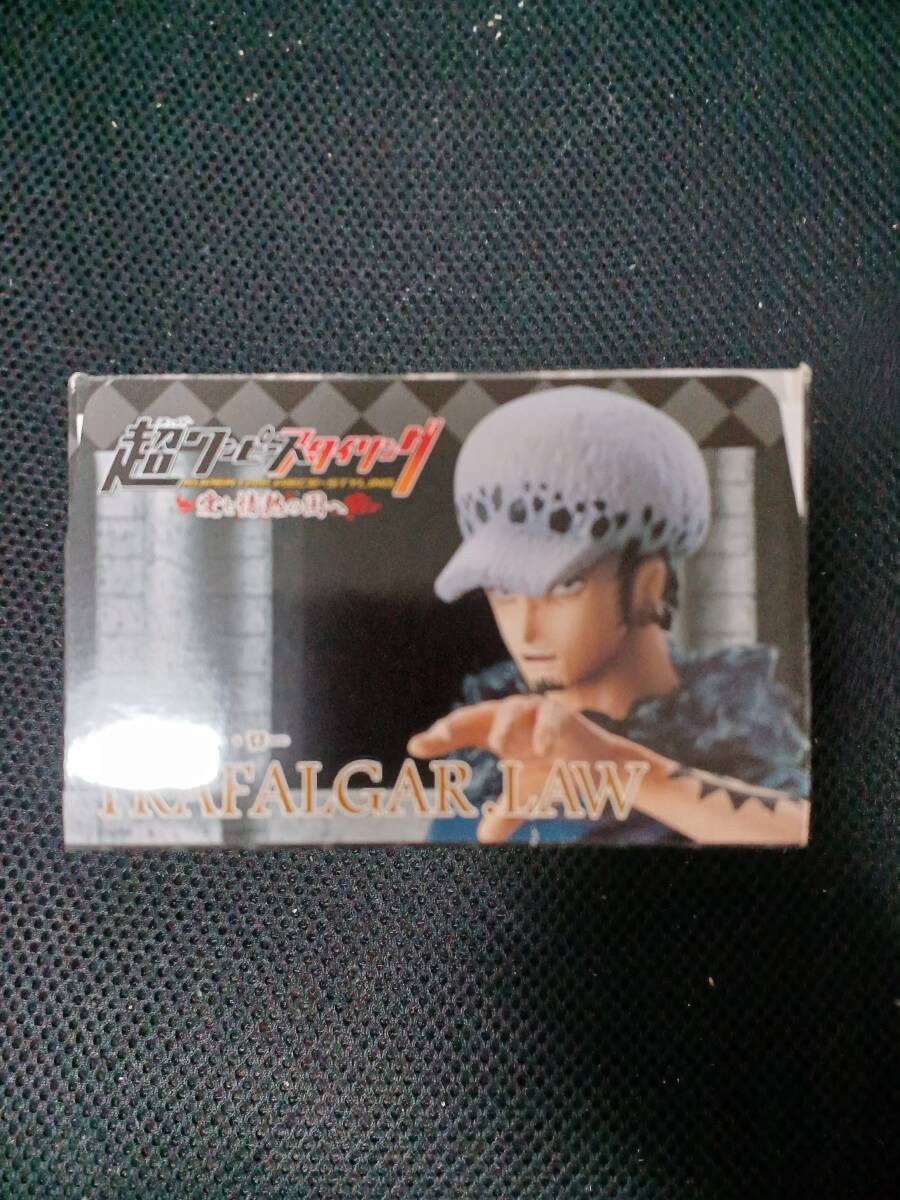 超ワンピーススタイリング
SUPER ONE PIECE STYLING
～愛と情熱の国へ～
・ロー
TRAFALGAR.LAW